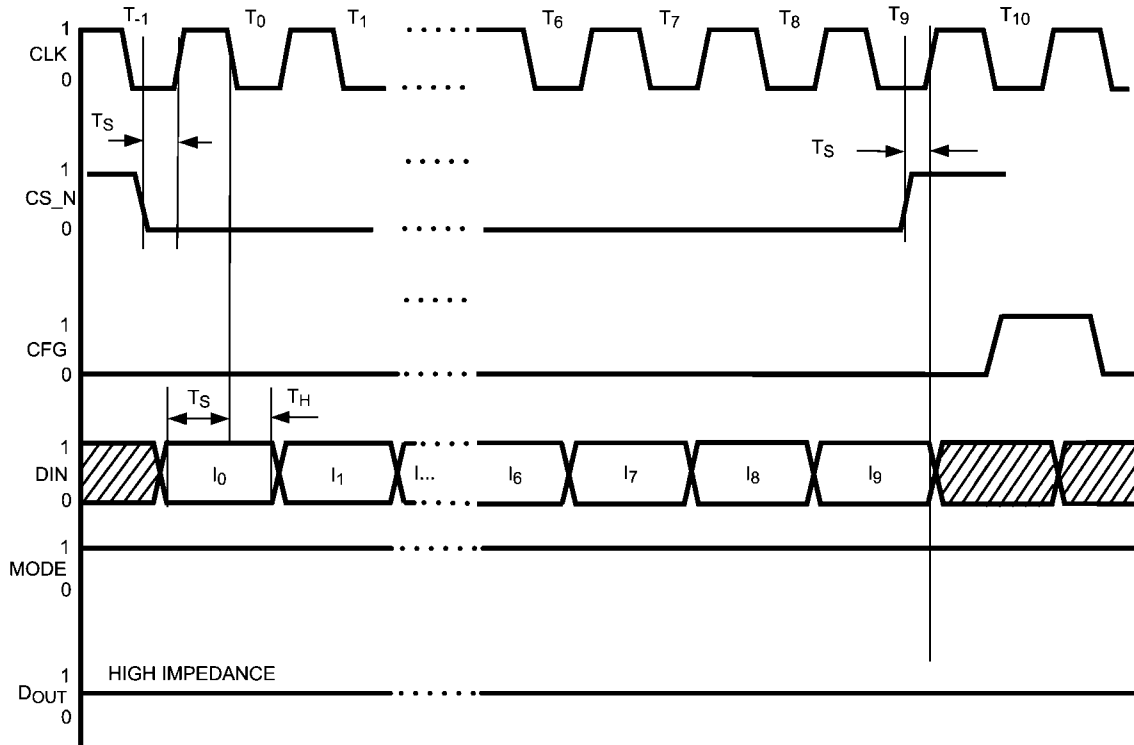 T-1 T0 T1 T6 T7 T8 T9 T10
1
CLK
0
TS TS
1
CS_N
0
1
CFG
0
TS TH
1
DIN I0 I1 I... I6 I7 I8 I9
0
1
MODE
0
1 HIGH IMPEDANCE
DOUT
0